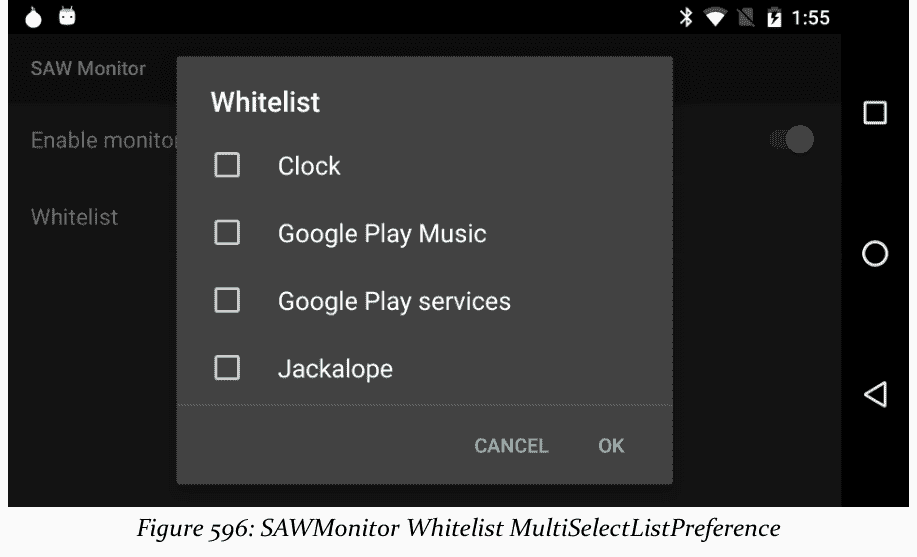 1:55
SAW Monitor
Whitelist
Enable monitor
Clock
Whitelist
Google Play Music
Google Play services
Jackalope
CANCEL OK
Figure 596: SAWMonitor Whitelist MultiSelectListPreference